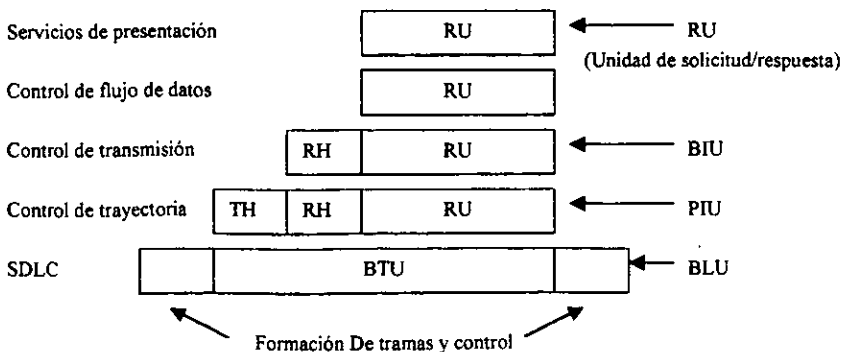 Servicios de presentación RU RU
(Unidad de solicitud/respuesta)
Control de flujo de datos RU
Control de transmisión RH RU BIU
Control de trayectoria TH RH RU PIU
SDLC BTU BLU
Formación De tramas y control